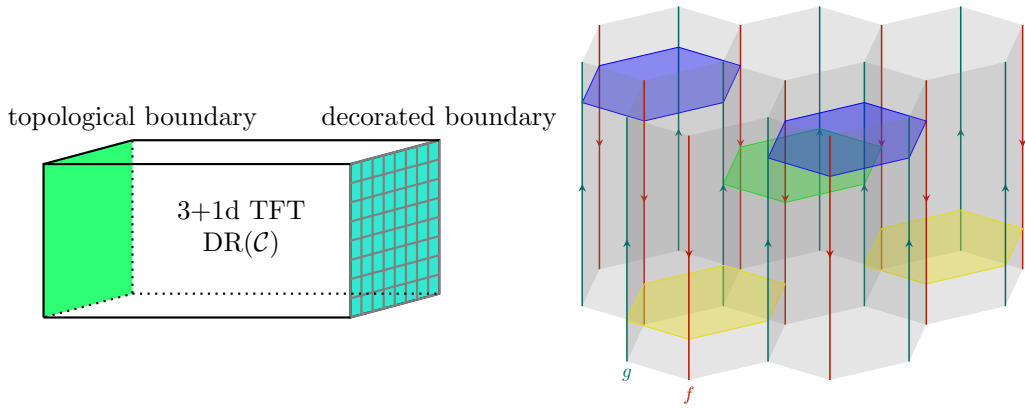 topological boundary
decorated boundary
3+1d TFT
DR(𝒞)
g
f